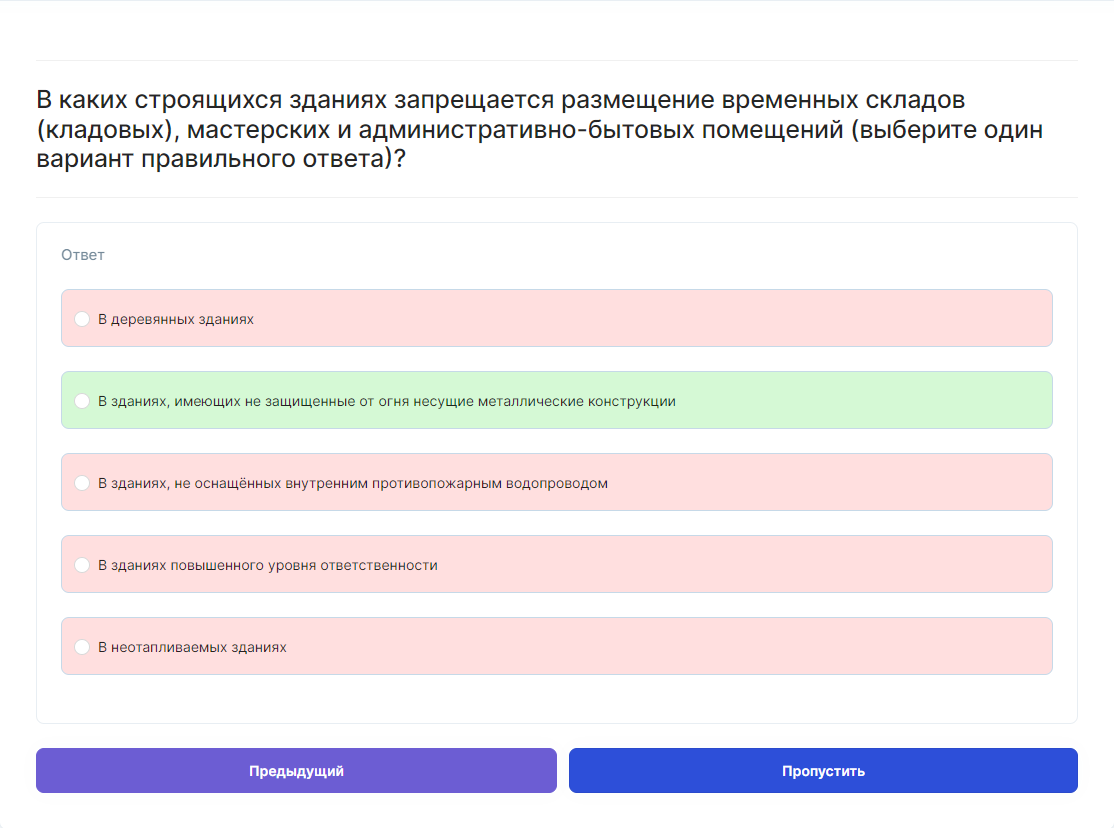 В каких строящихся зданиях запрещается размещение временных складов
(кладовых), мастерских и административно-бытовых помещений (выберите один
вариант правильного ответа)?
Ответ
В деревянных зданиях
В зданиях, имеющих не защищенные от огня несущие металлические конструкции
В зданиях, не оснащённых внутренним противопожарным водопроводом
В зданиях повышенного уровня ответственности
В неотапливаемых зданиях
Предыдущий
Пропустить